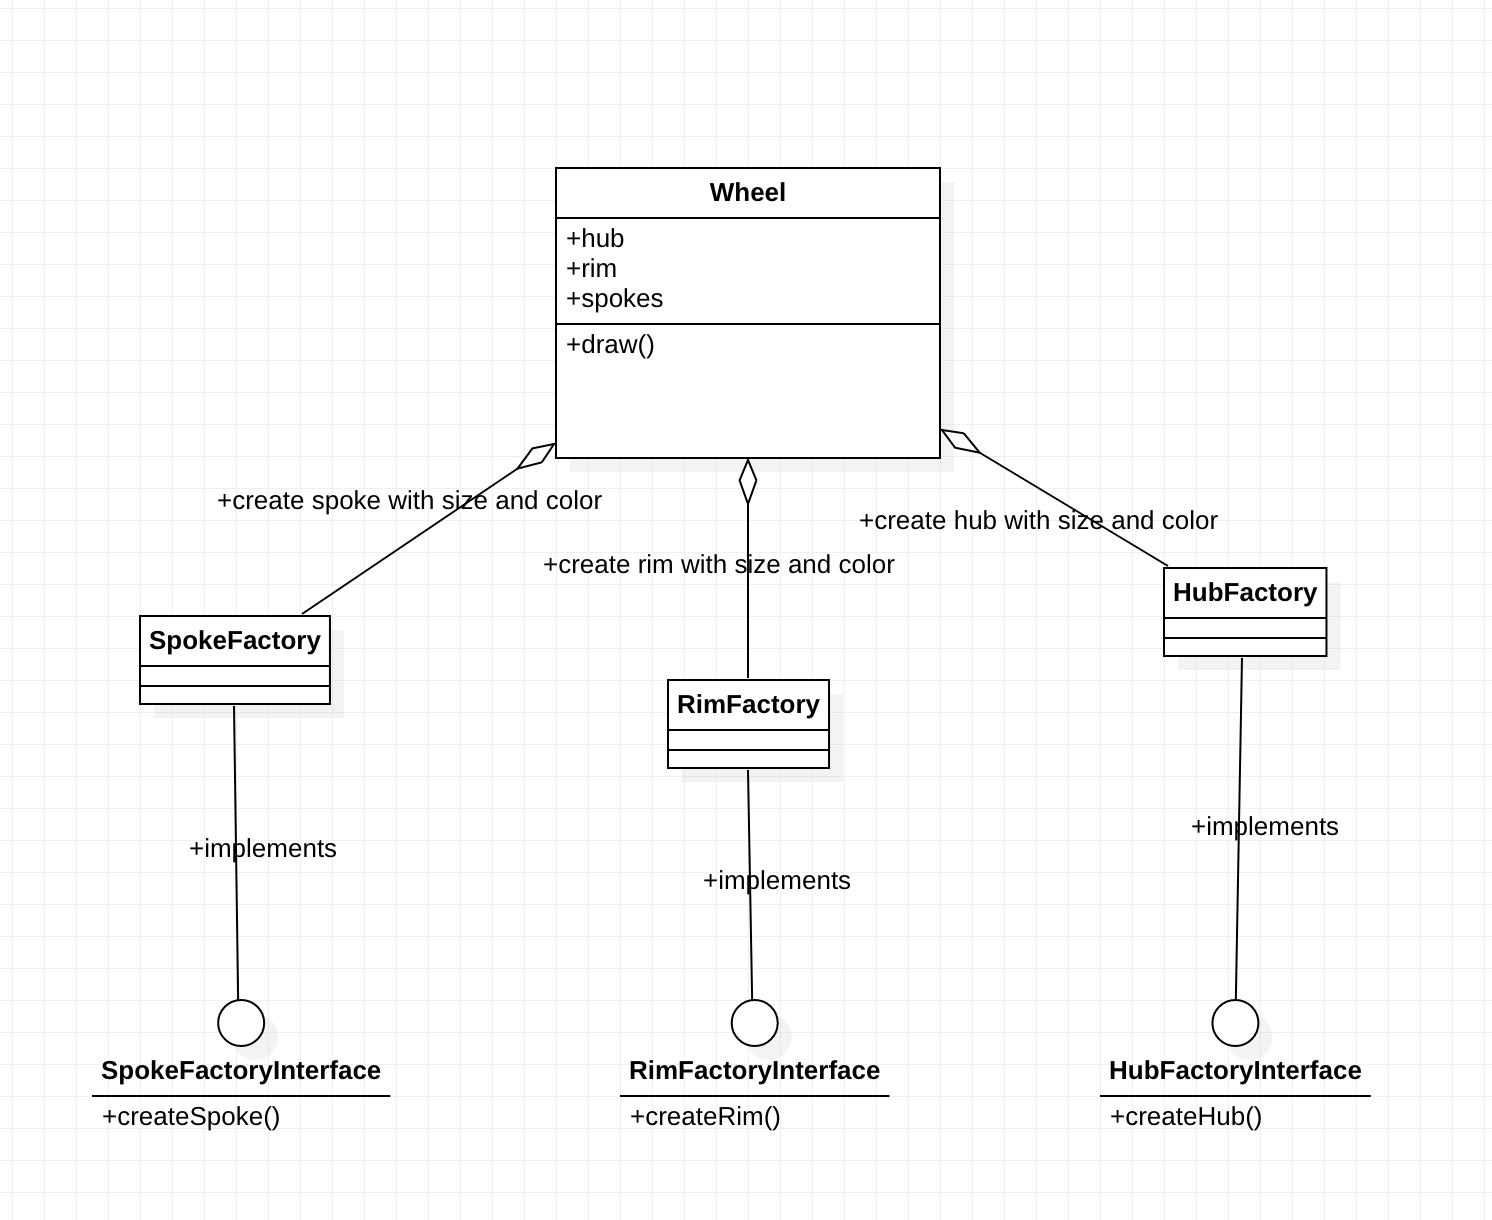 Wheel
+hub
+rim
+spokes
+draw()
+create spoke with size and color
+create hub with size and color
+create rim with size and color
HubFactory
SpokeFactory
RimFactory
+implements
+implements
+implements
SpokeFactoryInterface
+createSpoke()
RimFactoryInterface
+createRim()
HubFactoryInterface
+createHub()